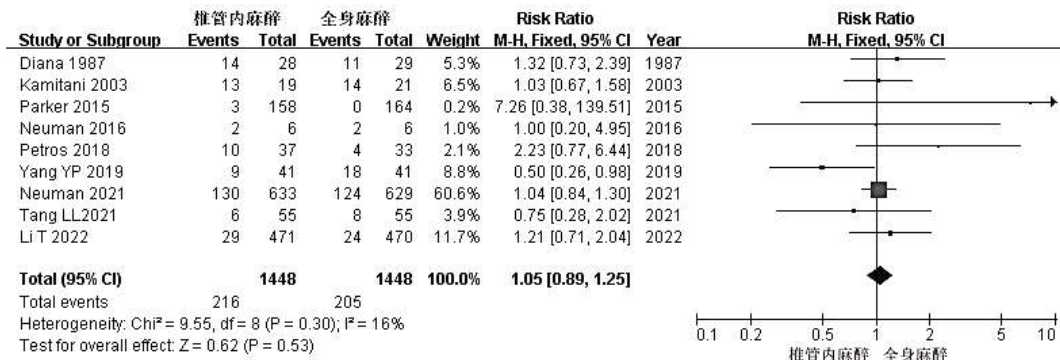 椎管内麻醉 全身麻醉 Risk Ratio Risk Ratio
Study or Subgroup Events Total Events Total Weight M-H, Fixed, 95% CI Year M-H, Fixed, 95% CI
Diana 1987 14 28 11 29 5.3% 1.32 [0.73, 2.39] 1987
Kamitani 2003 13 19 14 21 6.5% 1.03 [0.67, 1.58] 2003
Parker 2015 3 158 0 164 0.2% 7.26 [0.38, 139.51] 2015
Neuman 2016 2 6 2 6 1.0% 1.00 [0.20, 4.95] 2016
Petros 2018 10 37 4 33 2.1% 2.23 [0.77, 6.44] 2018
Yang YP 2019 9 41 18 41 8.8% 0.50 [0.26, 0.98] 2019
Neuman 2021 130 633 124 629 60.6% 1.04 [0.84, 1.30] 2021
Tang LL2021 6 55 8 55 3.9% 0.75 [0.28, 2.02] 2021
Li T 2022 29 471 24 470 11.7% 1.21 [0.71, 2.04] 2022
Total (95% CI) 1448 1448 100.0% 1.05 [0.89, 1.25]
Total events 216 205
Heterogeneity: Chi² = 9.55, df = 8 (P = 0.30); I² = 16%
Test for overall effect: Z = 0.62 (P = 0.53)
0.1 0.2 0.5 1 2 5 10
椎管内麻醉 全身麻醉